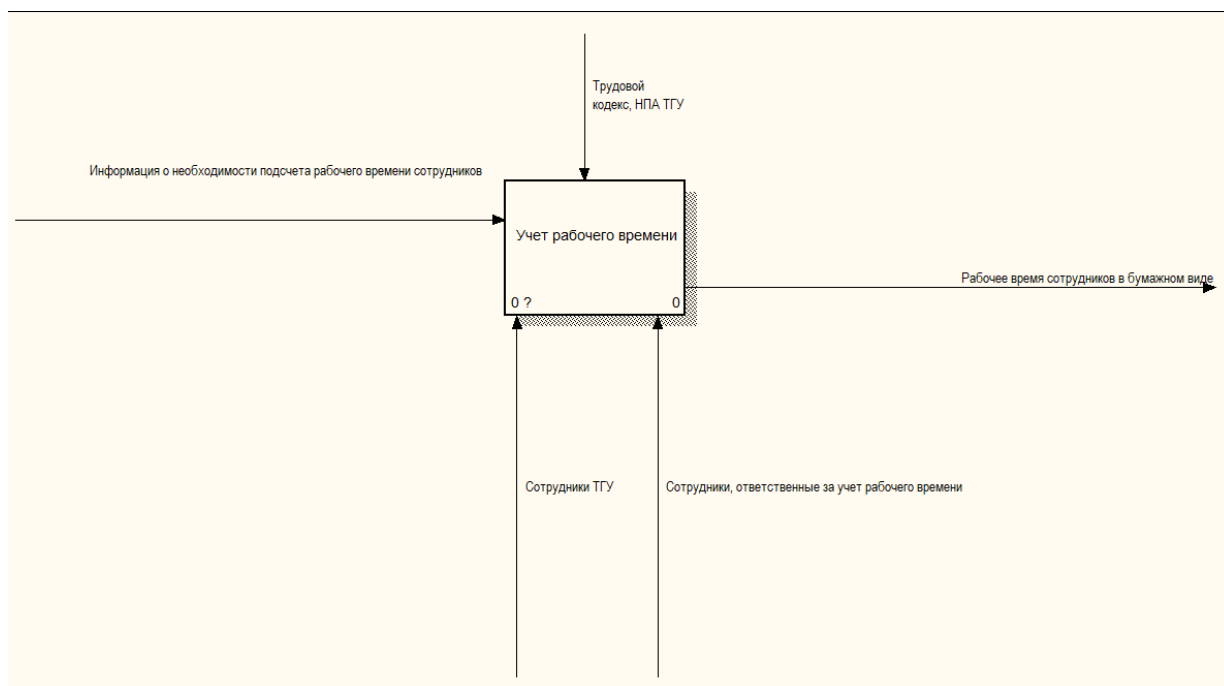 Трудовой
кодекс, НПА ТГУ
Информация о необходимости подсчета рабочего времени сотрудников
Учет рабочего времени
0 ?
0
Рабочее время сотрудников в бумажном виде
Сотрудники ТГУ
Сотрудники, ответственные за учет рабочего времени